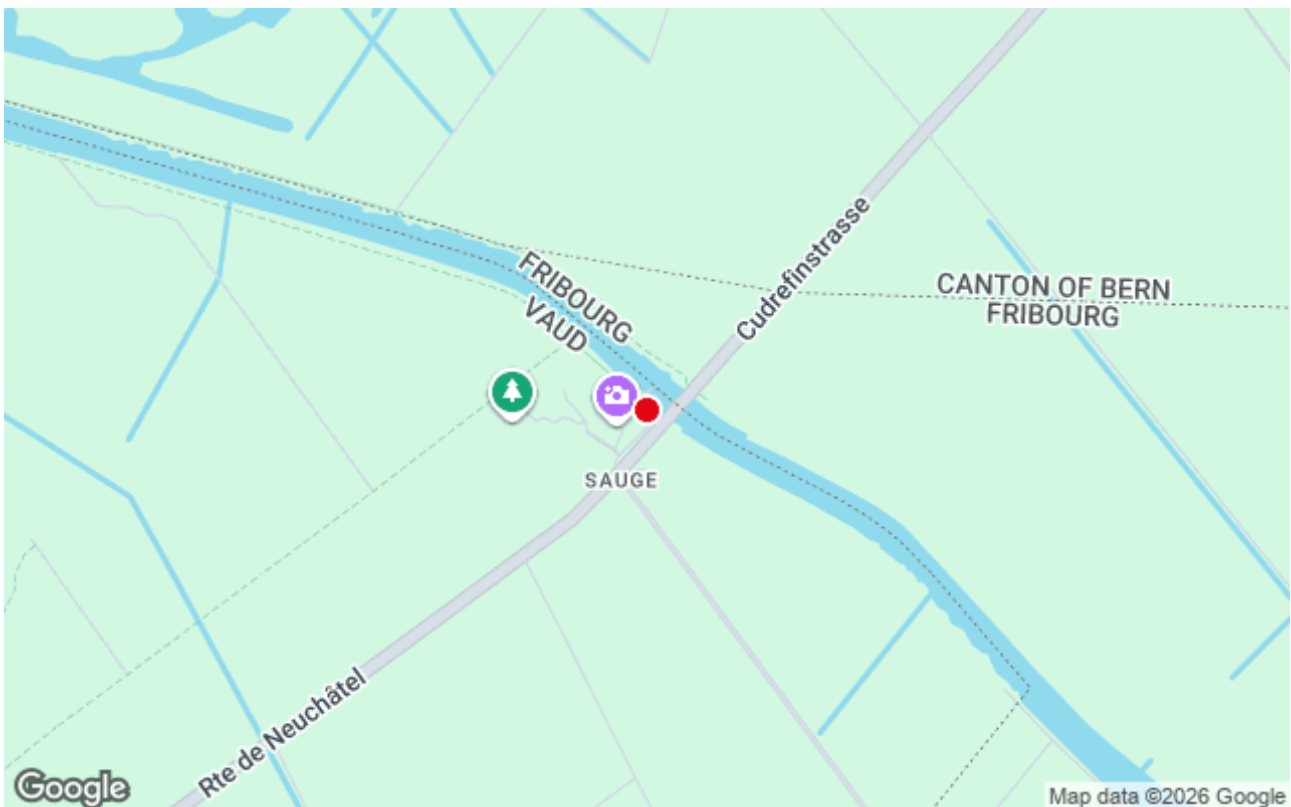 Cudrefinstrasse
FRIBOURG
VAUD
CANTON OF BERN
FRIBOURG
SAUGE
Rte de Neuchâtel
Google
Map data ©2026 Google